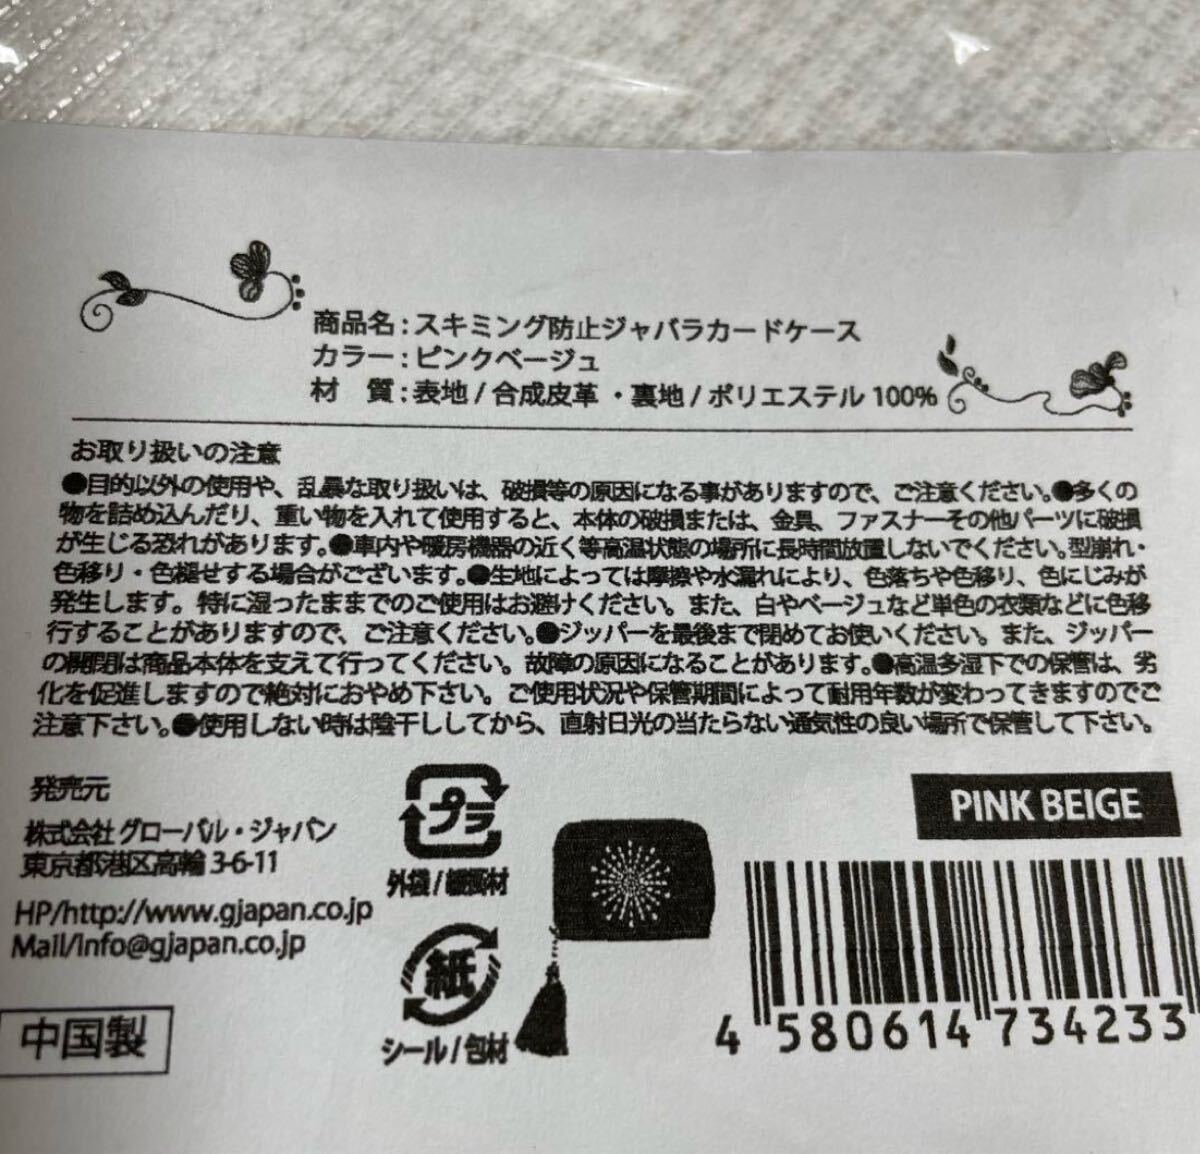 商品名：スキミング防止ジャバラカードケース
カラー：ピンクベージュ
材　質：表地 / 合成皮革 ・裏地 / ポリエステル 100%
お取り扱いの注意
●目的以外の使用や、乱暴な取り扱いは、破損等の原因になる事がありますので、ご注意ください。●多くの
物を詰め込んだり、重い物を入れて使用すると、本体の破損または、金具、ファスナーその他パーツに破損
が生じる恐れがあります。●車内や暖房機器の近く等高温状態の場所に長時間放置しないでください。型崩れ・
色移り・色褪せする場合がございます。●生地によっては摩擦や水漏れにより、色落ちや色移り、色にじみが
発生します。特に湿ったままでのご使用はお避けください。また、白やベージュなど単色の衣類などに色移
行することがありますので、ご注意ください。●ジッパーを最後まで閉めてお使いください。また、ジッパー
の開閉は商品本体を支えて行ってください。故障の原因になることがあります。●高温多湿下での保管は、劣
化を促進しますので絶対におやめ下さい。ご使用状況や保管期間によって耐用年数が変わってきますのでご
注意下さい。●使用しない時は陰干ししてから、直射日光の当たらない通気性の良い場所で保管して下さい。
発売元
株式会社 グローバル・ジャパン
東京都港区高輪 3-6-11
HP/http://www.gjapan.co.jp
Mail/info@gjapan.co.jp
中国製
プラ
外袋 / 緩衝材
紙
シール / 包材
PINK BEIGE
4 580614 734233